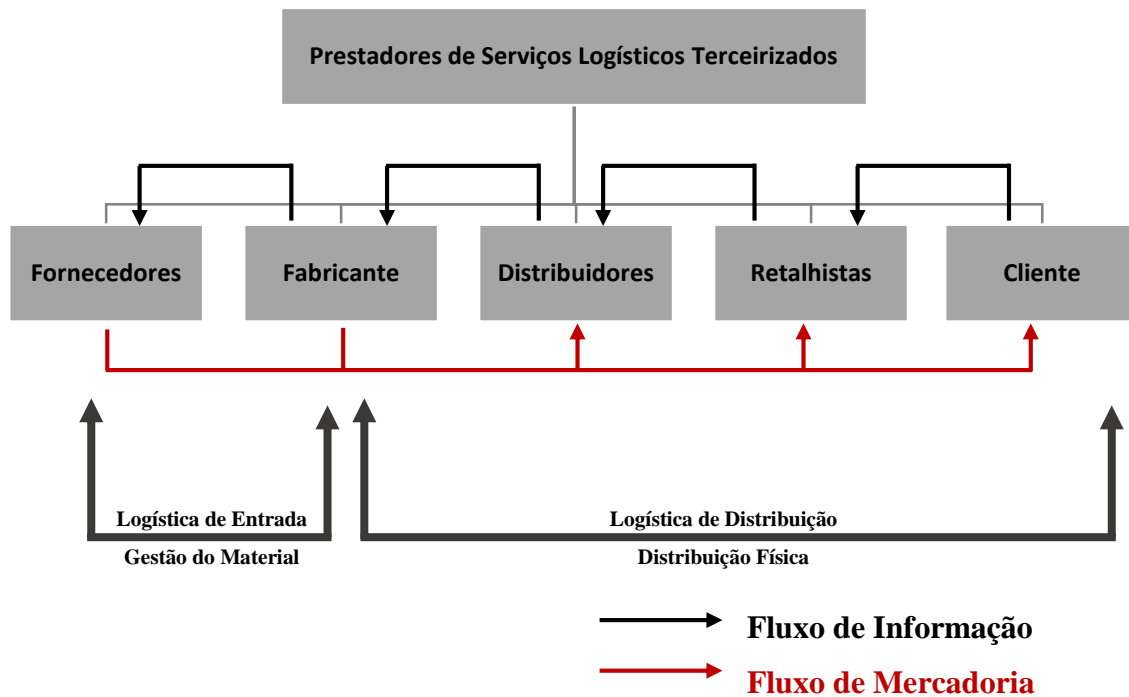 Prestadores de Serviços Logísticos Terceirizados
Fornecedores
Fabricante
Distribuidores
Retalhistas
Cliente
Logística de Entrada
Gestão do Material
Logística de Distribuição
Distribuição Física
Fluxo de Informação
Fluxo de Mercadoria